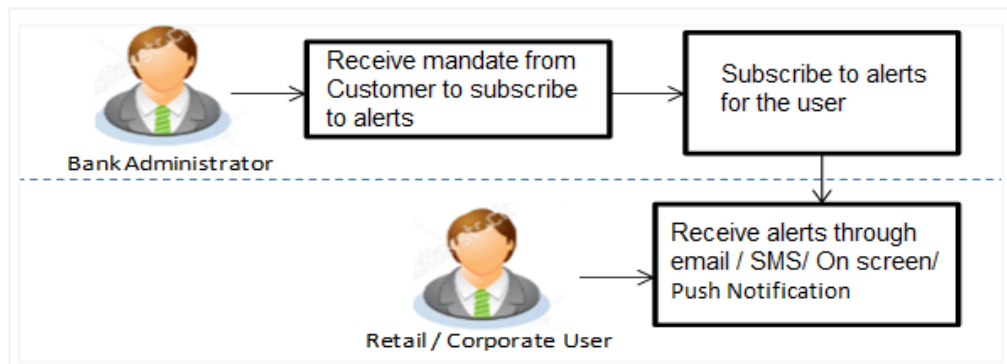 Receive mandate from
Customer to subscribe
to alerts
Subscribe to alerts
for the user
Bank Administrator
Receive alerts through
email / SMS/ On screen/
Push Notification
Retail / Corporate User